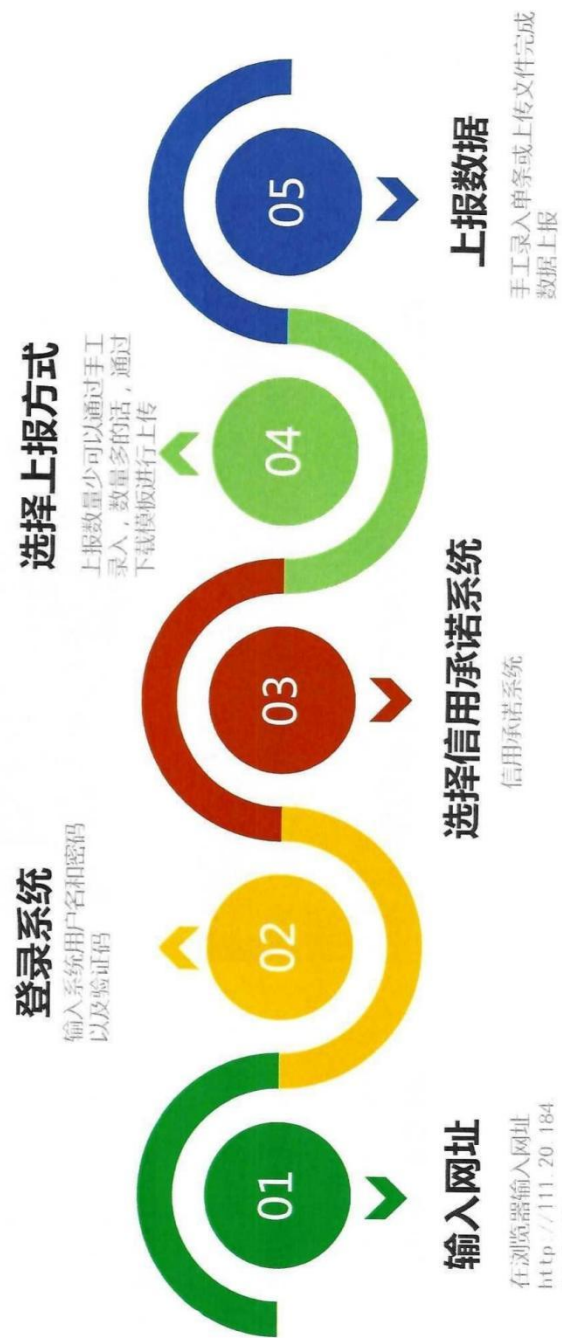 01
输入网址
在浏览器输入网址
http://111.20.184
02
登录系统
输入系统用户名和密码
以及验证码
03
选择信用承诺系统
信用承诺系统
04
选择上报方式
上报数量少可以通过手工
录入，数量多的活，通过
下载模板进行上传
05
上报数据
手工录入单条或上传文件完成
数据上报